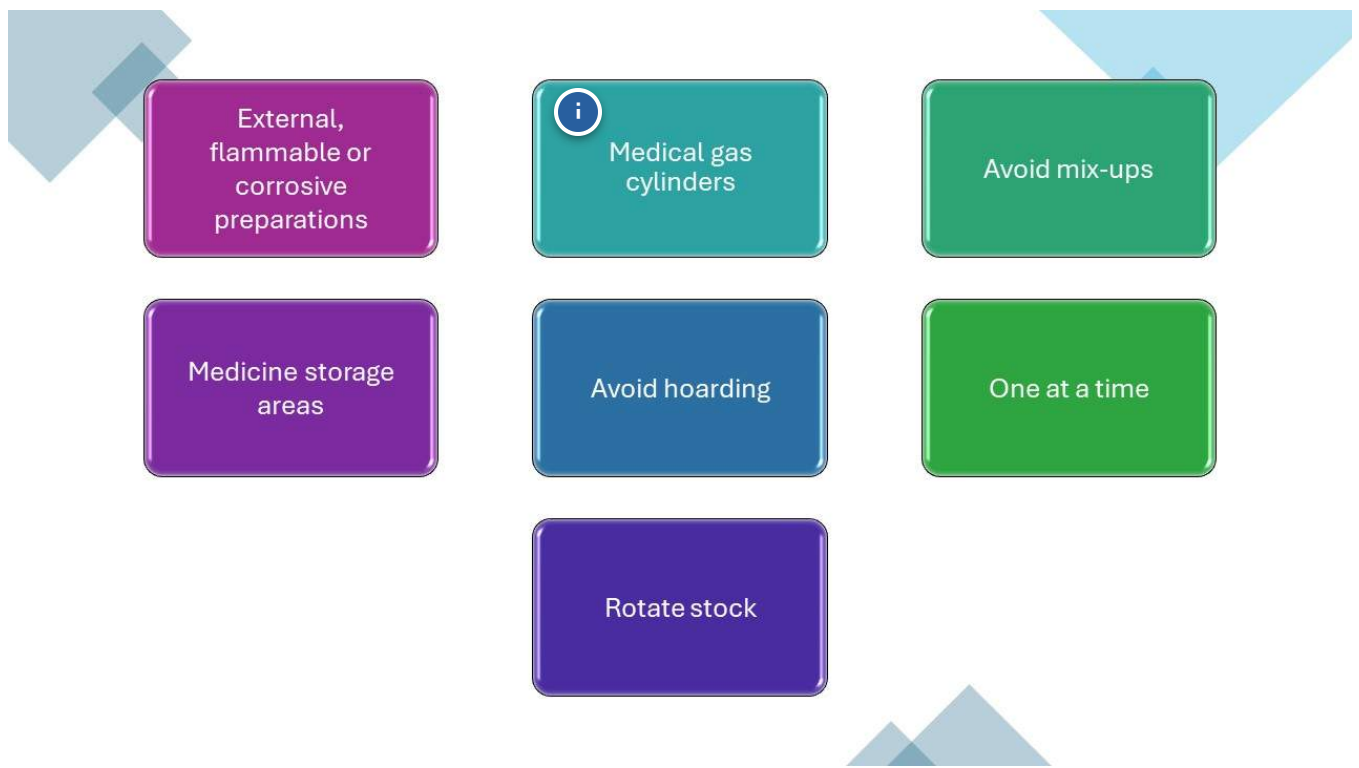 External,
flammable or
corrosive
preparations
i
Medical gas
cylinders
Avoid mix-ups
Medicine storage
areas
Avoid hoarding
One at a time
Rotate stock